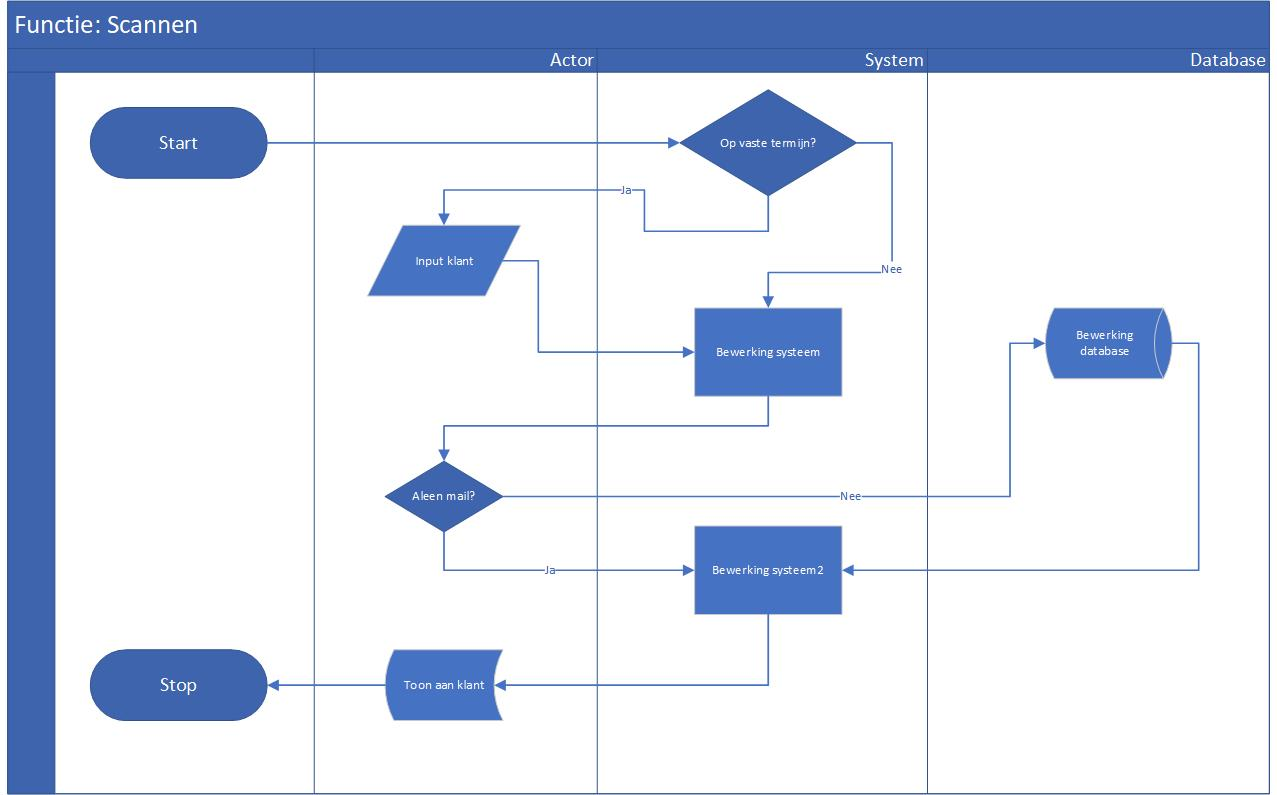 Functie: Scannen
Actor
System
Database
Start
Op vaste termijn?
Ja
Input klant
Nee
Bewerking systeem
Bewerking
database
Aleen mail?
Nee
Ja
Bewerking systeem2
Stop
Toon aan klant